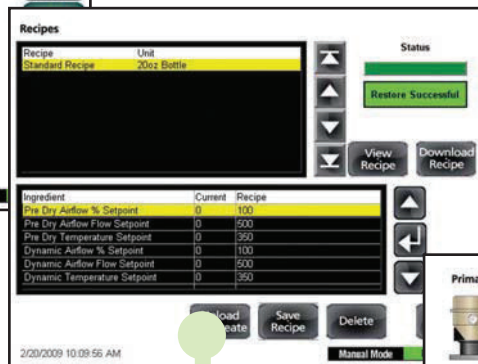 Recipes
Status
Recipe Unit
Standard Recipe 20oz Bottle
Restore Successful
View Recipe
Download Recipe
Ingredient Current Recipe
Pre Dry Airflow % Setpoint 0 100
Pre Dry Airflow Flow Setpoint 0 500
Pre Dry Temperature Setpoint 0 350
Dynamic Airflow % Setpoint 0 100
Dynamic Airflow Flow Setpoint 0 500
Dynamic Temperature Setpoint 0 350
Save Recipe
Delete
2/20/2009 10:09:56 AM
Manual Mode